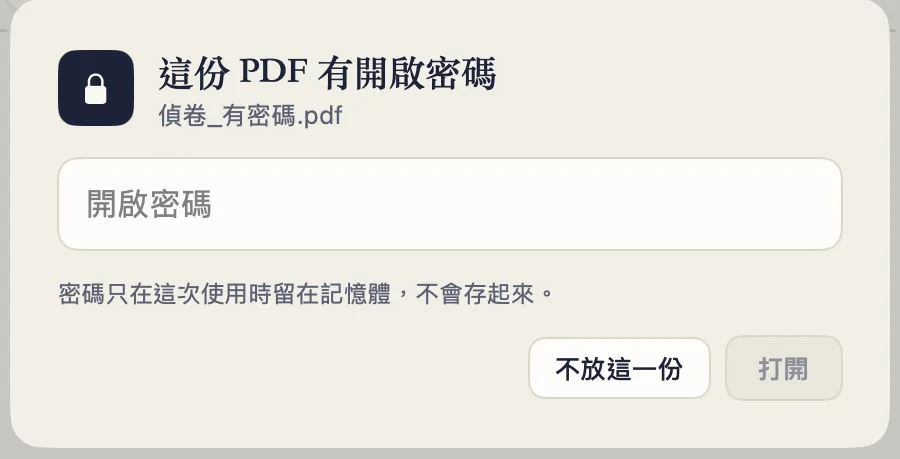 這份 PDF 有開啟密碼
偵卷_有密碼.pdf
開啟密碼
密碼只在這次使用時留在記憶體，不會存起來。
不放這一份
打開